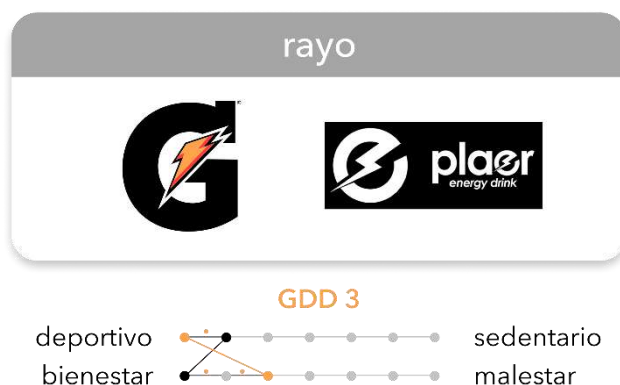 rayo
G
plaer
energy drink
GDD 3
deportivo sedentario
bienestar malestar